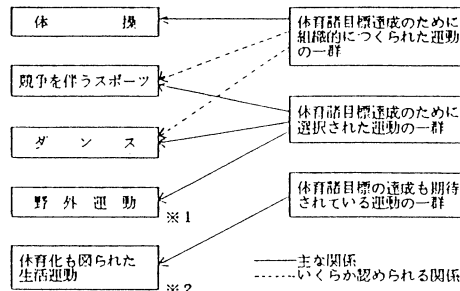 体操
体育諸目標達成のために
組織的につくられた運動
の一群
競争を伴うスポーツ
ダンス
体育諸目標達成のために
選択された運動の一群
野外運動
※1
体育諸目標の達成も期待
されている運動の一群
体育化も図られた
生活運動
※2
主な関係
いくらか認められる関係